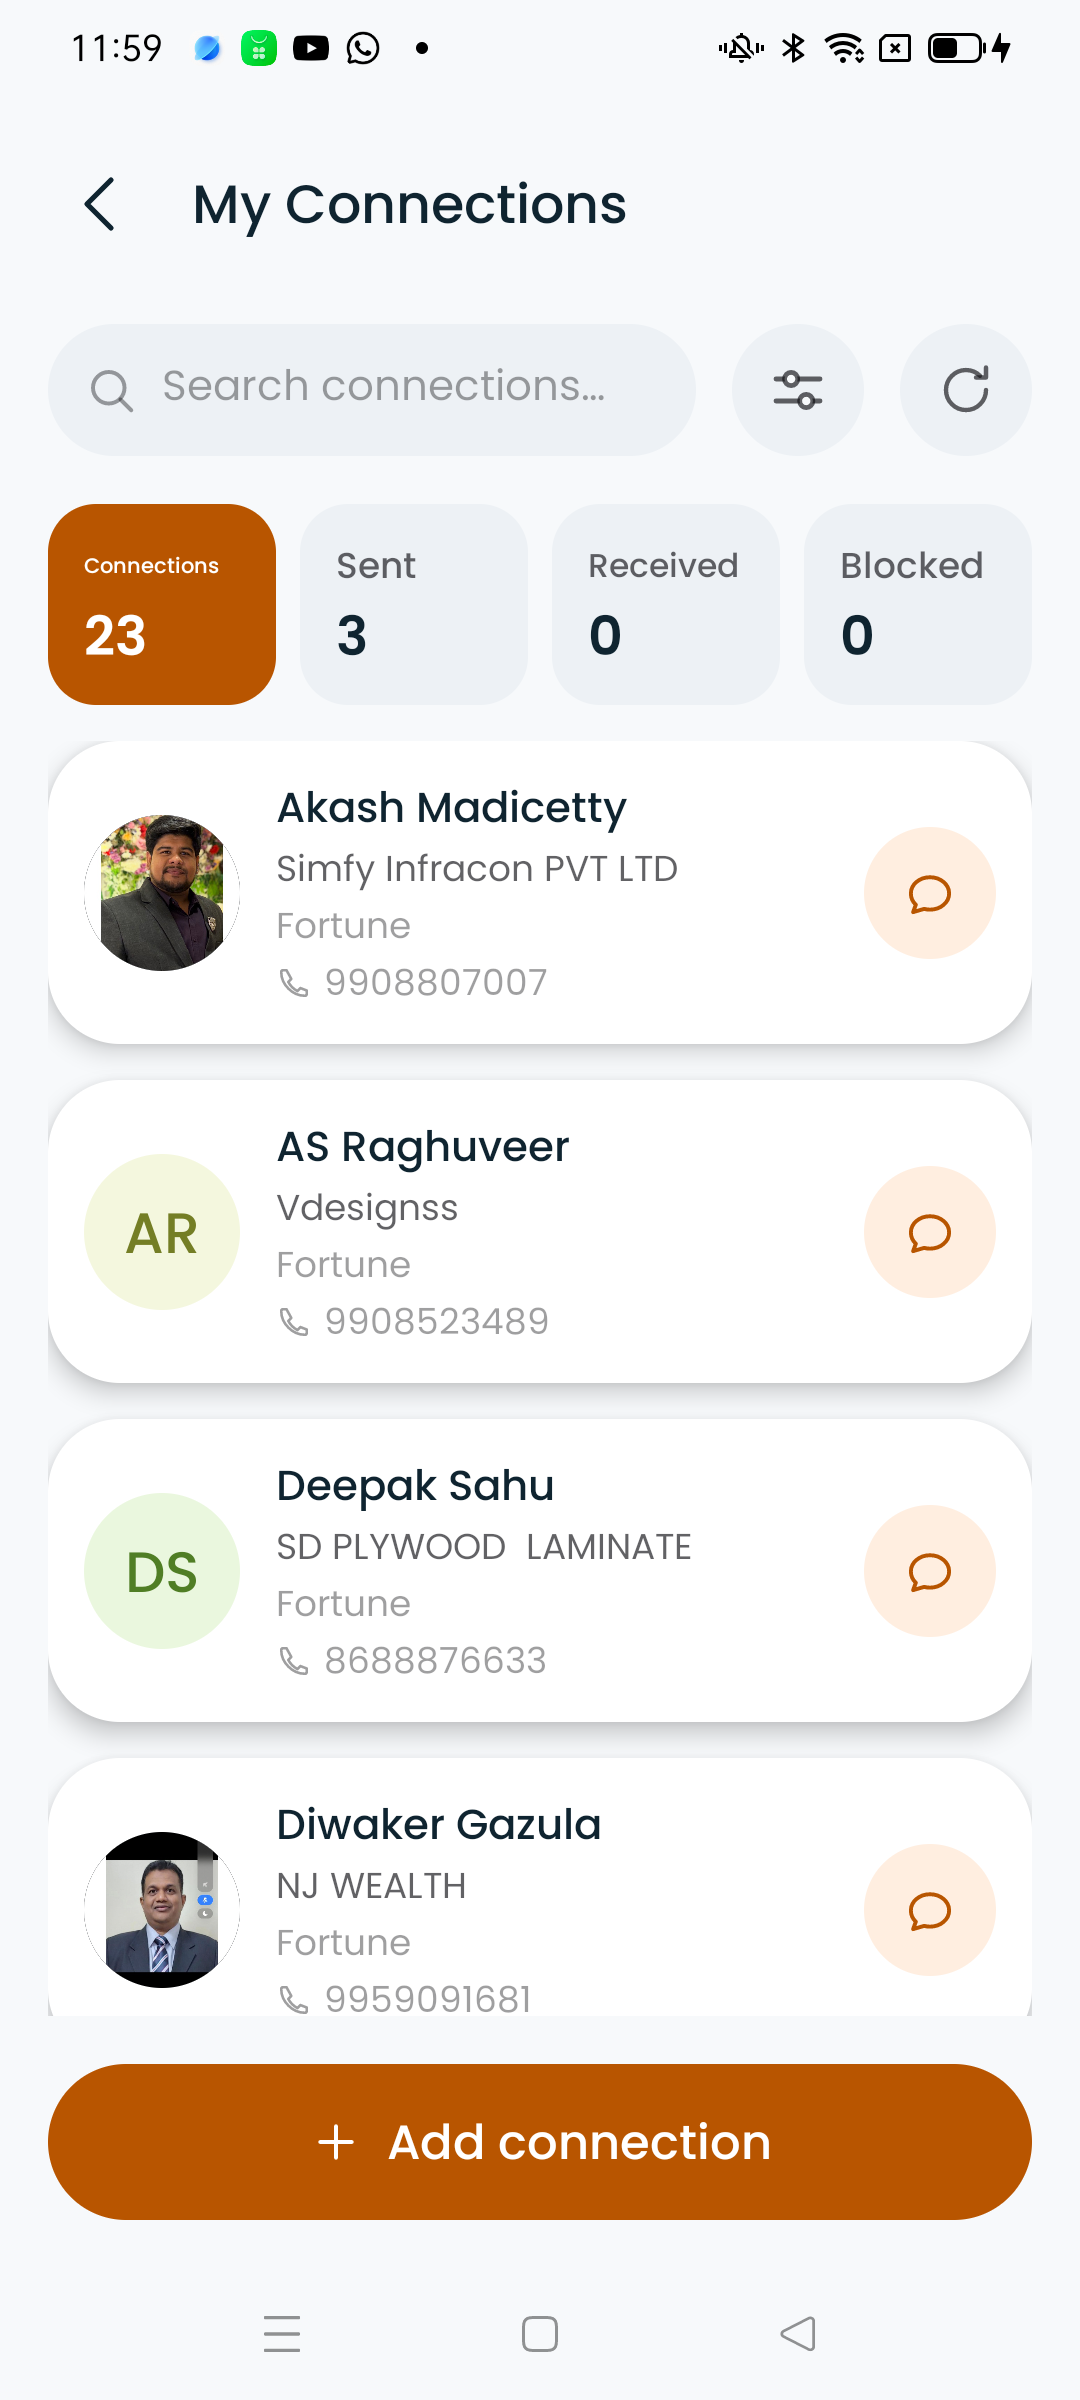 11:59
My Connections
Search connections...
Connections
23
Sent
3
Received
0
Blocked
0
Akash Madicetty
Simfy Infracon PVT LTD
Fortune
9908807007
AR
AS Raghuveer
Vdesignss
Fortune
9908523489
DS
Deepak Sahu
SD PLYWOOD  LAMINATE
Fortune
8688876633
Diwaker Gazula
NJ WEALTH
Fortune
9959091681
Add connection